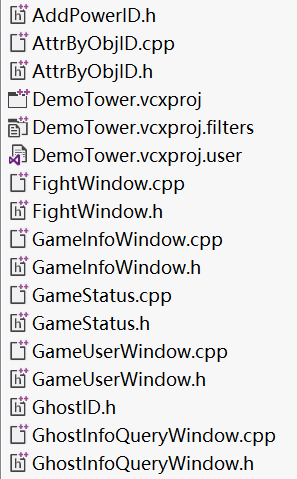 AddPowerID.h
AttrByObjID.cpp
AttrByObjID.h
DemoTower.vcxproj
DemoTower.vcxproj.filters
DemoTower.vcxproj.user
FightWindow.cpp
FightWindow.h
GameInfoWindow.cpp
GameInfoWindow.h
GameStatus.cpp
GameStatus.h
GameUserWindow.cpp
GameUserWindow.h
GhostID.h
GhostInfoQueryWindow.cpp
GhostInfoQueryWindow.h